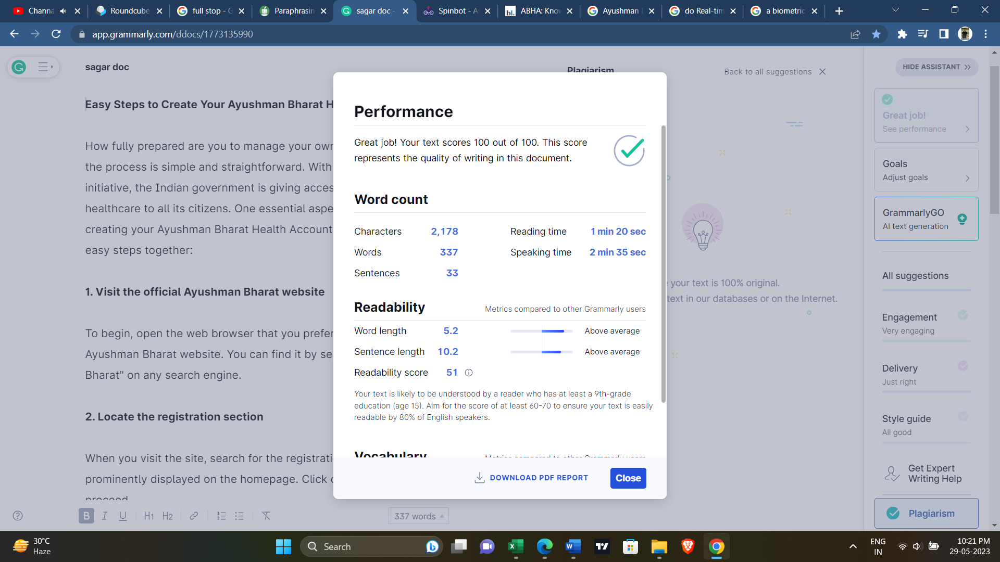 Channa
Roundcube
full stop - G
Paraphrasin
sagar doc -
Spinbot - A
ABHA: Know
Ayushman
do Real-tim
a biometric
app.grammarly.com/ddocs/1773135990
sagar doc
Plagiarism
Back to all suggestions
HIDE ASSISTANT
Easy Steps to Create Your Ayushman Bharat H
How fully prepared are you to manage your own
the process is simple and straightforward. With
initiative, the Indian government is giving acces
healthcare to all its citizens. One essential aspe
creating your Ayushman Bharat Health Account
easy steps together:
1. Visit the official Ayushman Bharat website
To begin, open the web browser that you prefer
Ayushman Bharat website. You can find it by se
Bharat" on any search engine.
2. Locate the registration section
When you visit the site, search for the registrati
prominently displayed on the homepage. Click o
proceed.
Performance
Great job! Your text scores 100 out of 100. This score
represents the quality of writing in this document.
Word count
Characters 2,178 Reading time 1 min 20 sec
Words 337 Speaking time 2 min 35 sec
Sentences 33
Readability Metrics compared to other Grammarly users
Word length 5.2 Above average
Sentence length 10.2 Above average
Readability score 51
Your text is likely to be understood by a reader who has at least a 9th-grade
education (age 15). Aim for the score of at least 60-70 to ensure your text is easily
readable by 80% of English speakers.
Vocabulary Metrics compared to other Grammarly users
DOWNLOAD PDF REPORT
Close
your text is 100% original.
text in our databases or on the Internet.
Great job!
See performance
Goals
Adjust goals
GrammarlyGO
AI text generation
All suggestions
Engagement
Very engaging
Delivery
Just right
Style guide
All good
Get Expert
Writing Help
Plagiarism
B I U H1 H2
337 words
30°C
Haze
Search
ENG
IN
10:21 PM
29-05-2023